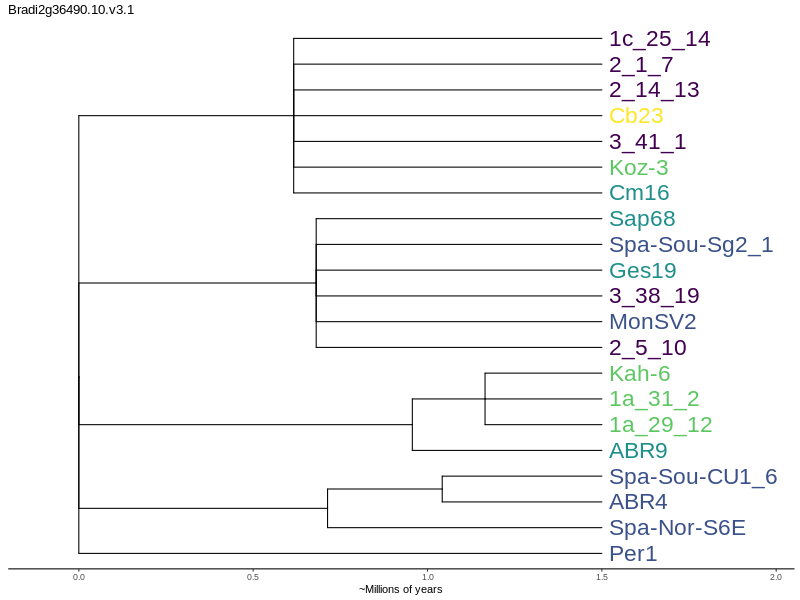 Bradi2g36490.10.v3.1
1c_25_14
2_1_7
2_14_13
Cb23
3_41_1
Koz-3
Cm16
Sap68
Spa-Sou-Sg2_1
Ges19
3_38_19
MonSV2
2_5_10
Kah-6
1a_31_2
1a_29_12
ABR9
Spa-Sou-CU1_6
ABR4
Spa-Nor-S6E
Per1
0.0 0.5 1.0 1.5 2.0
~Millions of years